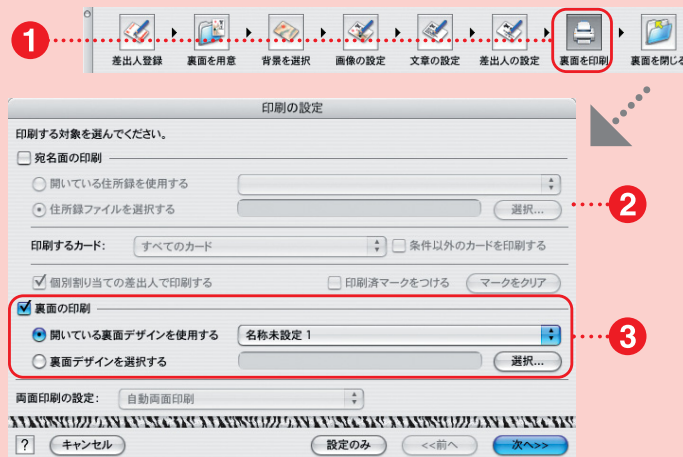 1
差出人登録 裏面を用意 背景を選択 画像の設定 文章の設定 差出人の設定 裏面を印刷 裏面を閉じる
印刷の設定
印刷する対象を選んでください。
宛名面の印刷
開いている住所録を使用する
住所録ファイルを選択する 選択... 2
印刷するカード: すべてのカード 条件以外のカードを印刷する
個別割り当ての差出人で印刷する 印刷済マークをつける マークをクリア
裏面の印刷
開いている裏面デザインを使用する 名称未設定 1 3
裏面デザインを選択する 選択...
両面印刷の設定: 自動両面印刷
? キャンセル 設定のみ <<前へ 次へ>>